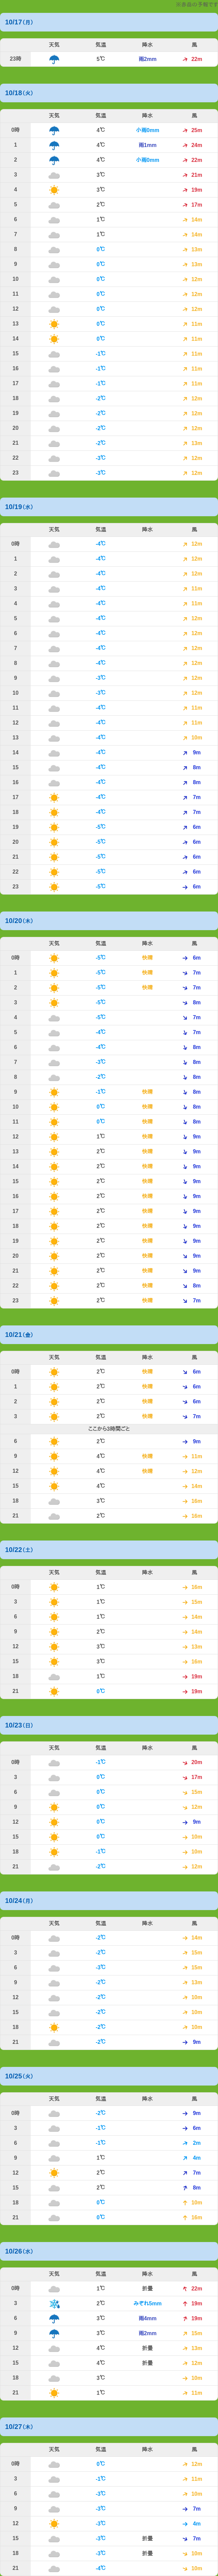 10/17(月)
天気 気温 降水 風
23時 5℃ 雨2mm 22m
10/18(火)
天気 気温 降水 風
0時 4℃ 小雨0mm 25m
1 4℃ 雨1mm 24m
2 4℃ 小雨0mm 22m
3 3℃ 21m
4 3℃ 19m
5 2℃ 17m
6 1℃ 14m
7 1℃ 14m
8 0℃ 13m
9 0℃ 13m
10 0℃ 12m
11 0℃ 12m
12 0℃ 11m
13 0℃ 11m
14 0℃ 11m
15 -1℃ 11m
16 -1℃ 11m
17 -1℃ 11m
18 -2℃ 12m
19 -2℃ 12m
20 -2℃ 12m
21 -2℃ 13m
22 -3℃ 12m
23 -3℃ 12m
10/19(水)
天気 気温 降水 風
0時 -4℃ 12m
1 -4℃ 12m
2 -4℃ 12m
3 -4℃ 11m
4 -4℃ 11m
5 -4℃ 12m
6 -4℃ 12m
7 -4℃ 12m
8 -4℃ 12m
9 -3℃ 12m
10 -3℃ 12m
11 -4℃ 11m
12 -4℃ 11m
13 -4℃ 10m
14 -4℃ 9m
15 -4℃ 8m
16 -4℃ 8m
17 -4℃ 7m
18 -4℃ 7m
19 -5℃ 6m
20 -5℃ 6m
21 -5℃ 6m
22 -5℃ 6m
23 -5℃ 6m
10/20(木)
天気 気温 降水 風
0時 -5℃ 快晴 6m
1 -5℃ 快晴 7m
2 -5℃ 快晴 7m
3 -5℃ 8m
4 -5℃ 7m
5 -4℃ 7m
6 -4℃ 8m
7 -3℃ 8m
8 -2℃ 8m
9 -1℃ 快晴 8m
10 0℃ 快晴 8m
11 0℃ 快晴 8m
12 1℃ 快晴 9m
13 2℃ 快晴 9m
14 2℃ 快晴 9m
15 2℃ 快晴 9m
16 2℃ 快晴 9m
17 2℃ 快晴 9m
18 2℃ 快晴 9m
19 2℃ 快晴 9m
20 2℃ 快晴 9m
21 2℃ 快晴 9m
22 2℃ 快晴 8m
23 2℃ 快晴 7m
10/21(金)
天気 気温 降水 風
0時 2℃ 快晴 6m
1 2℃ 快晴 6m
2 2℃ 快晴 6m
3 2℃ 快晴 7m
ここから3時間ごと
6 2℃ 9m
9 4℃ 快晴 11m
12 4℃ 快晴 12m
15 4℃ 14m
18 3℃ 16m
21 2℃ 16m
10/22(土)
天気 気温 降水 風
0時 1℃ 16m
3 1℃ 15m
6 1℃ 14m
9 2℃ 14m
12 3℃ 13m
15 3℃ 16m
18 1℃ 19m
21 0℃ 19m
10/23(日)
天気 気温 降水 風
0時 -1℃ 20m
3 0℃ 17m
6 0℃ 15m
9 0℃ 12m
12 0℃ 9m
15 0℃ 10m
18 -1℃ 10m
21 -2℃ 12m
10/24(月)
天気 気温 降水 風
0時 -2℃ 14m
3 -2℃ 15m
6 -3℃ 15m
9 -2℃ 13m
12 -2℃ 10m
15 -2℃ 10m
18 -2℃ 10m
21 -2℃ 9m
10/25(火)
天気 気温 降水 風
0時 -2℃ 9m
3 -1℃ 6m
6 -1℃ 2m
9 1℃ 4m
12 2℃ 7m
15 2℃ 8m
18 0℃ 10m
21 0℃ 16m
10/26(水)
天気 気温 降水 風
0時 1℃ 折曇 22m
3 2℃ みぞれ5mm 19m
6 3℃ 雨4mm 19m
9 3℃ 雨2mm 15m
12 4℃ 折曇 13m
15 4℃ 折曇 12m
18 3℃ 10m
21 1℃ 11m
10/27(木)
天気 気温 降水 風
0時 0℃ 12m
3 -1℃ 11m
6 -3℃ 10m
9 -3℃ 7m
12 -3℃ 4m
15 -3℃ 折曇 7m
18 -3℃ 折曇 10m
21 -4℃ 10m